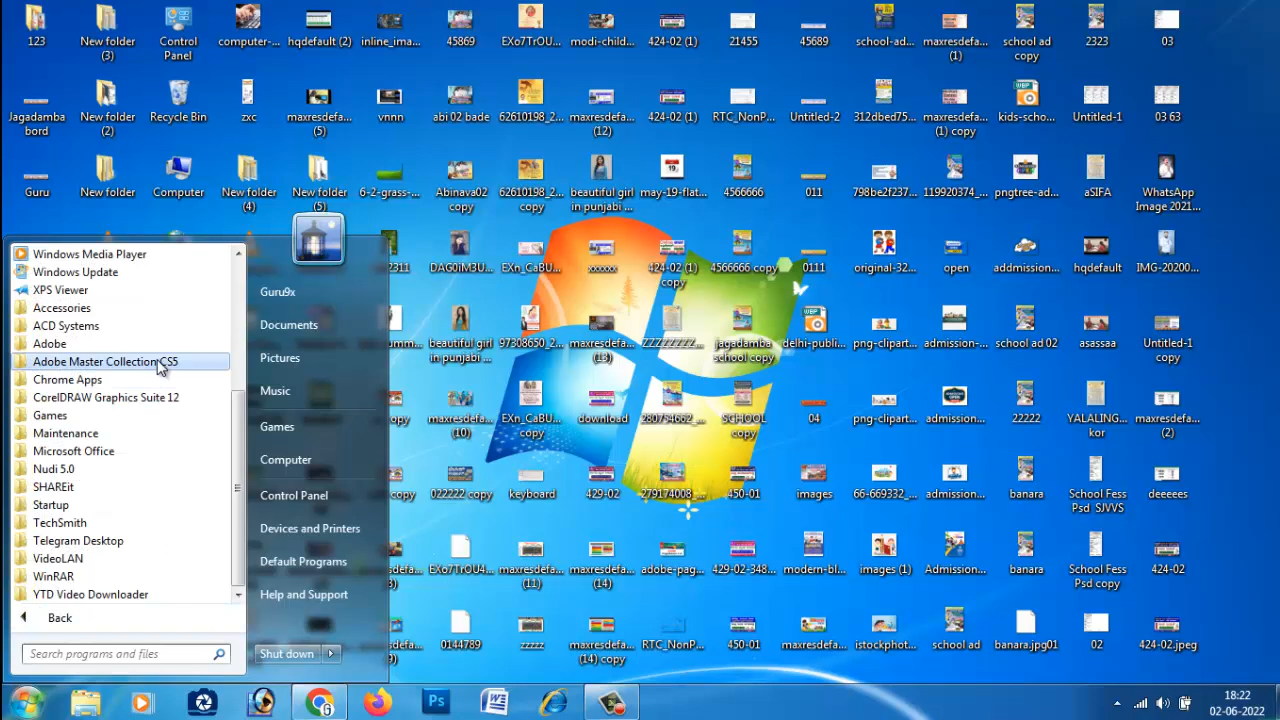 123
New folder (3)
Control Panel
computer-...
hqdefault (2)
inline_ima...
45869
EXo7TrOU...
modi-child...
424-02 (1)
21455
45689
school-ad...
maxresdefa... (1)
school ad copy
2323
03
Jagadamba bord
New folder (2)
Recycle Bin
zxc
maxresdefa... (5)
vnnn
abi 02 bade
62610198_2...
maxresdefa... (12)
424-02 (1)
RTC_NonP...
Untitled-2
312dbed75...
maxresdefa... (1) copy
kids-scho...
Untitled-1
03 63
Guru
New folder
Computer
New folder (4)
New folder (5)
6-2-grass-...
Abinava02 copy
62610198_2... copy
beautiful girl in punjabi ...
may-19-flat...
4566666
011
798be2f237...
119920374_...
pngtree-ad...
aSIFA
WhatsApp Image 2021...
2311
DAG0iM3U...
EXn_CaBU...
xxxxxx
424-02 (1) copy
4566666 copy
0111
original-32...
open
addmission...
hqdefault
IMG-20200...
beautiful girl in punjabi ...
97308650_2...
maxresdefa... (13)
ZZZZZZZZZ...
jagadamba school copy
delhi-publi...
png-clipart...
admission-...
school ad 02
asassaa
Untitled-1 copy
copy
maxresdefa... (10)
EXn_CaBU... copy
download
280754662_...
SCHOOL copy
04
png-clipart...
admission...
22222
YALALING... kor
maxresdefa... (2)
copy
022222 copy
keyboard
429-02
279174008_...
450-01
images
66-669332_...
admission...
banara
School Fess Psd SJVVS
deeeees
EXo7TrOU4...
maxresdefa... (11)
maxresdefa... (14)
adobe-pag...
429-02-348...
modern-bl...
images (1)
Admission...
banara
School Fess Psd copy
424-02
0144789
zzzzz
maxresdefa... (14) copy
RTC_NonP...
450-01
maxresdefa...
istockphot...
school ad
banara.jpg01
02
424-02.jpeg
Windows Media Player
Windows Update
XPS Viewer
Accessories
ACD Systems
Adobe
Adobe Master Collection CS5
Chrome Apps
CorelDRAW Graphics Suite 12
Games
Maintenance
Microsoft Office
Nudi 5.0
SHAREit
Startup
TechSmith
Telegram Desktop
VideoLAN
WinRAR
YTD Video Downloader
Back
Search programs and files
Guru9x
Documents
Pictures
Music
Games
Computer
Control Panel
Devices and Printers
Default Programs
Help and Support
Shut down
Ps
18:22
02-06-2022